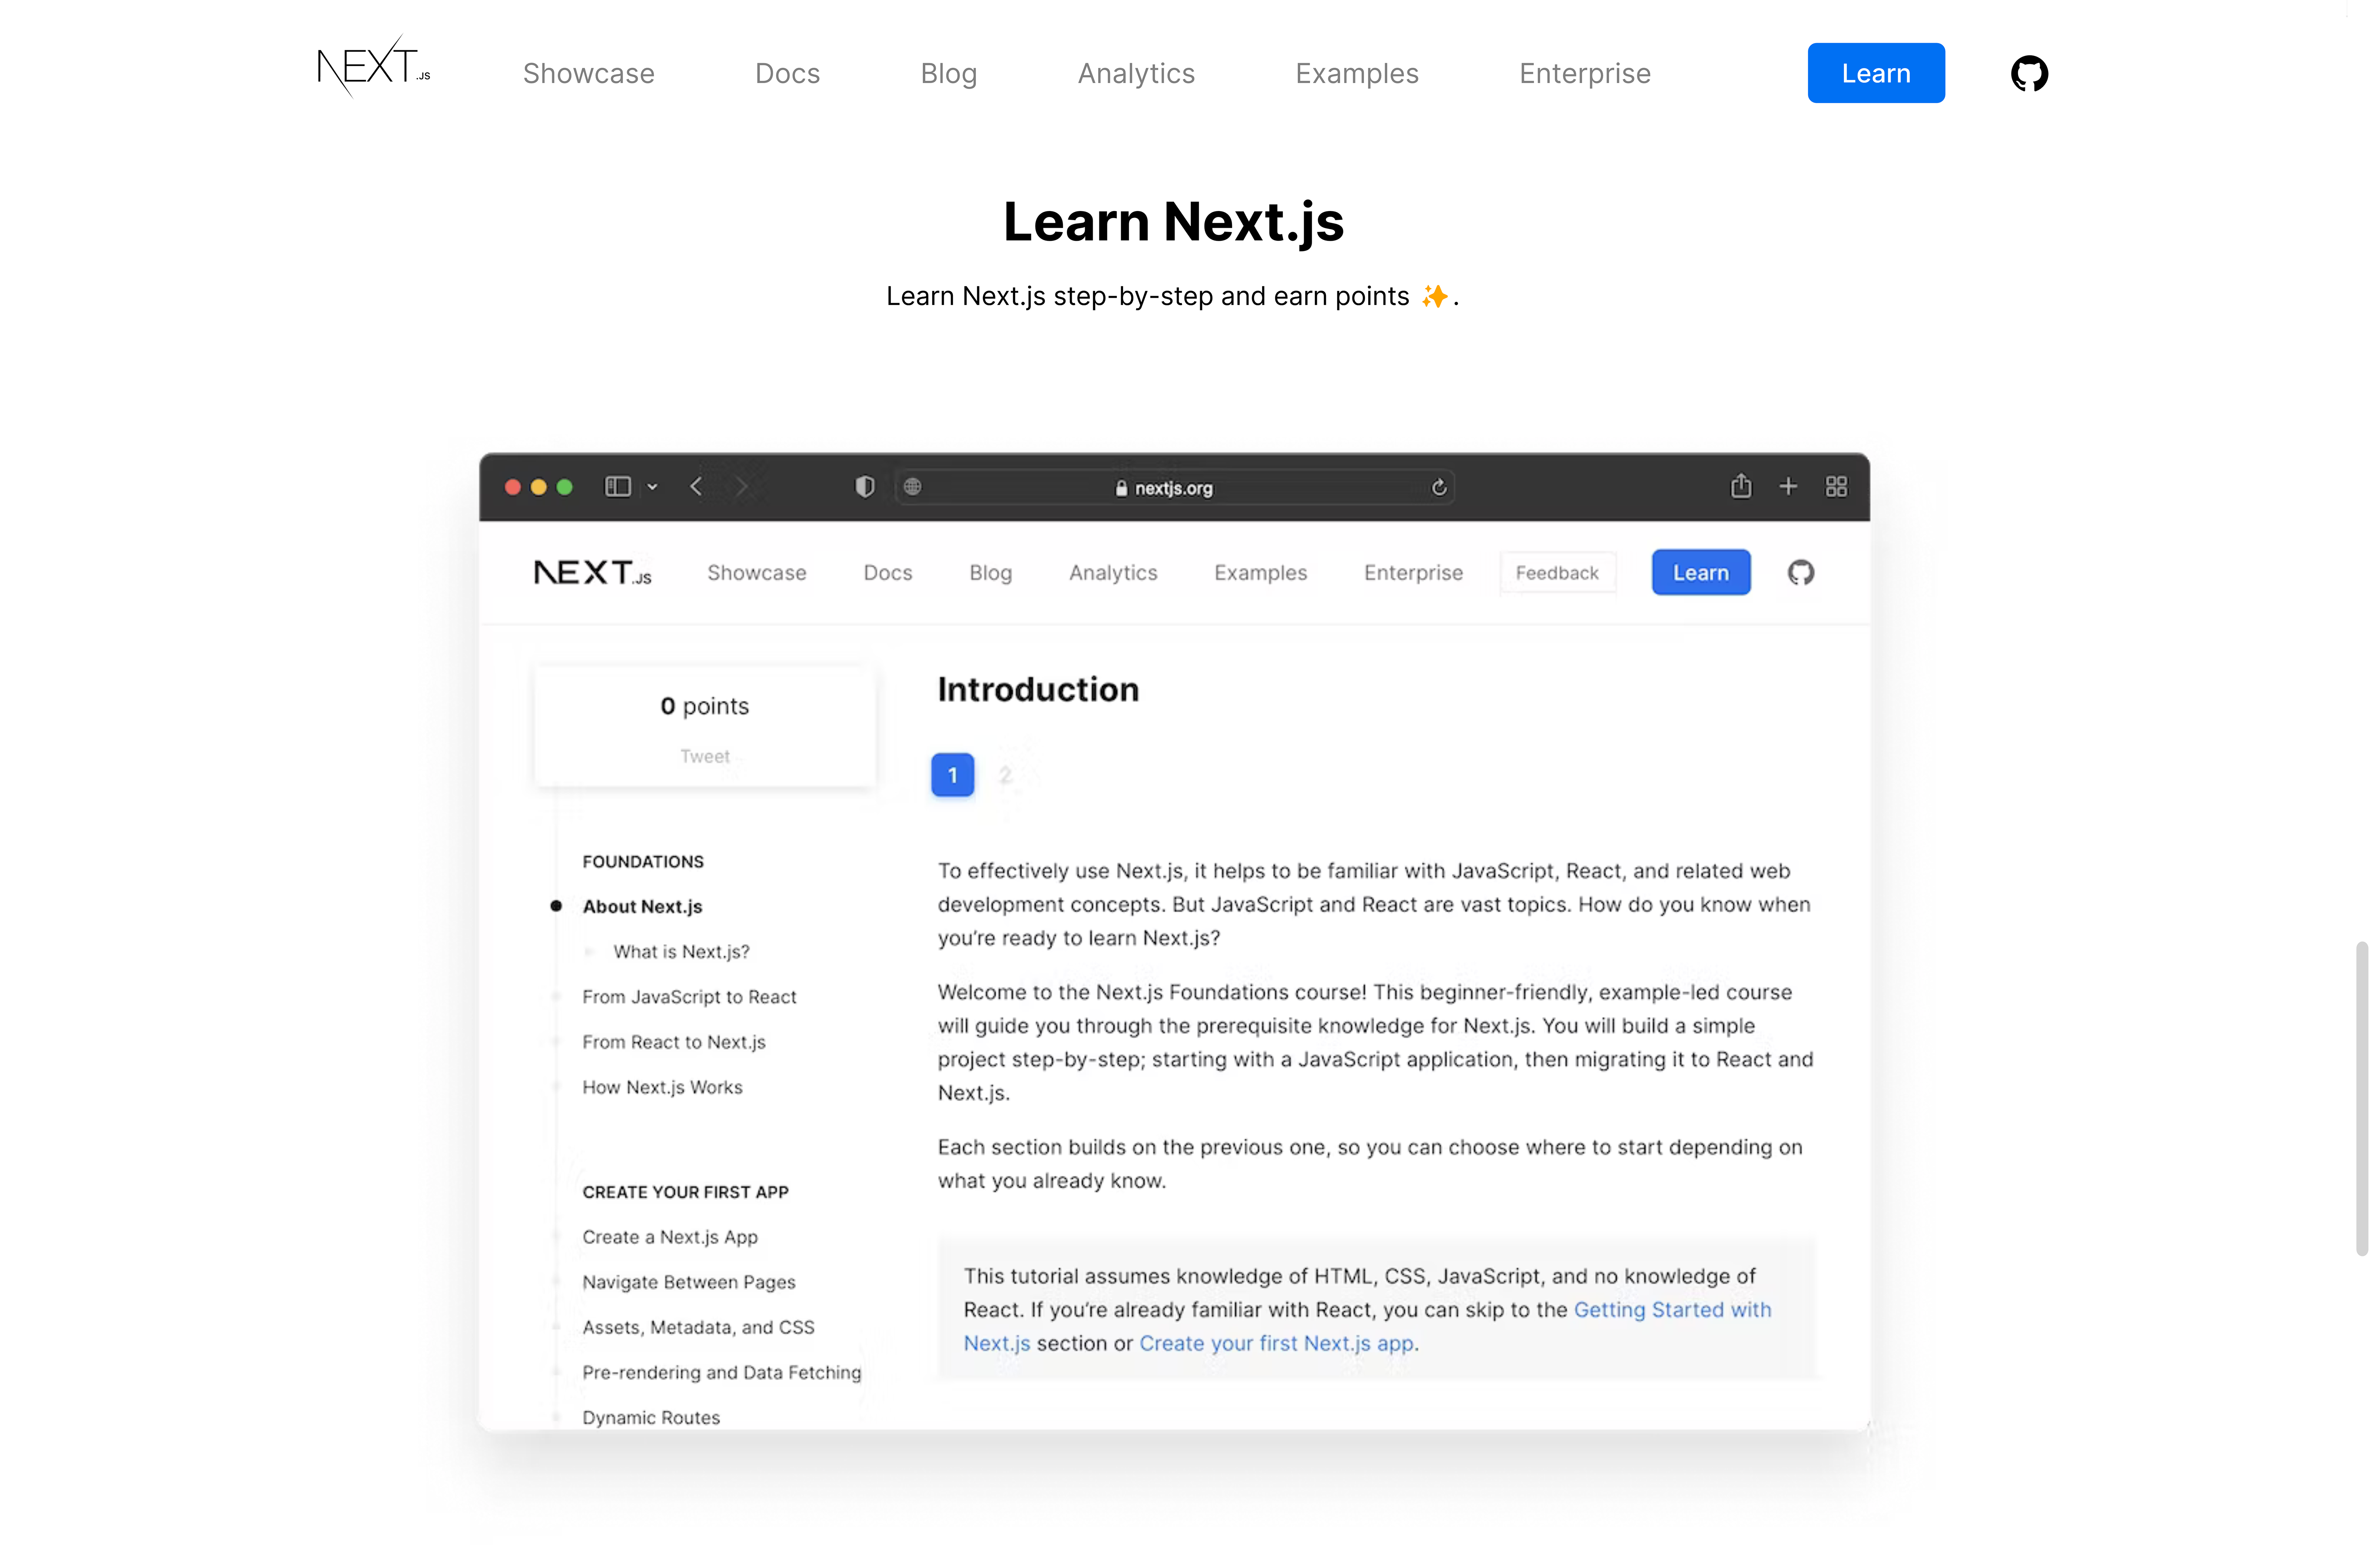 NEXT.JS Showcase Docs Blog Analytics Examples Enterprise Learn
Learn Next.js
Learn Next.js step-by-step and earn points ✨.
nextjs.org
NEXT.JS Showcase Docs Blog Analytics Examples Enterprise Feedback Learn
0 points
Tweet
FOUNDATIONS
About Next.js
What is Next.js?
From JavaScript to React
From React to Next.js
How Next.js Works
CREATE YOUR FIRST APP
Create a Next.js App
Navigate Between Pages
Assets, Metadata, and CSS
Pre-rendering and Data Fetching
Dynamic Routes
Introduction
1 2
To effectively use Next.js, it helps to be familiar with JavaScript, React, and related web
development concepts. But JavaScript and React are vast topics. How do you know when
you’re ready to learn Next.js?
Welcome to the Next.js Foundations course! This beginner-friendly, example-led course
will guide you through the prerequisite knowledge for Next.js. You will build a simple
project step-by-step; starting with a JavaScript application, then migrating it to React and
Next.js.
Each section builds on the previous one, so you can choose where to start depending on
what you already know.
This tutorial assumes knowledge of HTML, CSS, JavaScript, and no knowledge of
React. If you’re already familiar with React, you can skip to the Getting Started with
Next.js section or Create your first Next.js app.